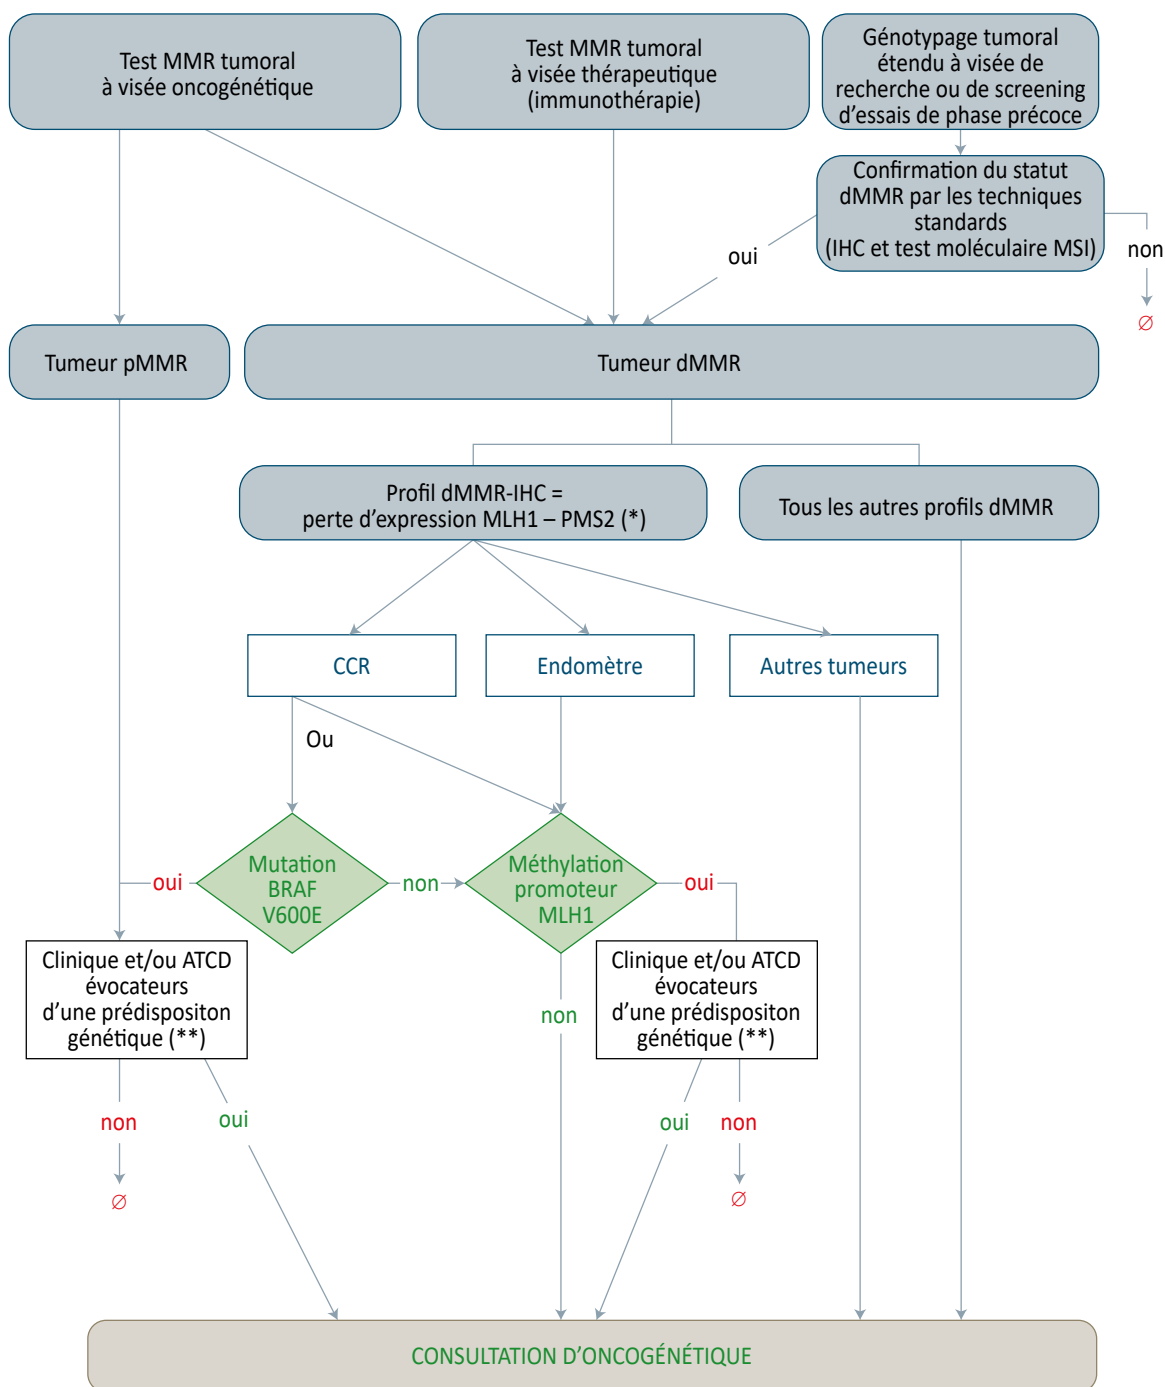 Test MMR tumoral
à visée oncogénétique
Test MMR tumoral
à visée thérapeutique
(immunothérapie)
Génotypage tumoral
étendu à visée de
recherche ou de screening
d’essais de phase précoce
Confirmation du statut
dMMR par les techniques
standards
(IHC et test moléculaire MSI)
oui
non
∅
Tumeur pMMR
Tumeur dMMR
Profil dMMR-IHC =
perte d’expression MLH1 – PMS2 (*)
Tous les autres profils dMMR
CCR
Endomètre
Autres tumeurs
Ou
Mutation
BRAF
V600E
Méthylation
promoteur
MLH1
oui
non
oui
Clinique et/ou ATCD
évocateurs
d’une prédispositon
génétique (**)
non
Clinique et/ou ATCD
évocateurs
d’une prédispositon
génétique (**)
non
oui
oui
non
∅
∅
CONSULTATION D’ONCOGÉNÉTIQUE